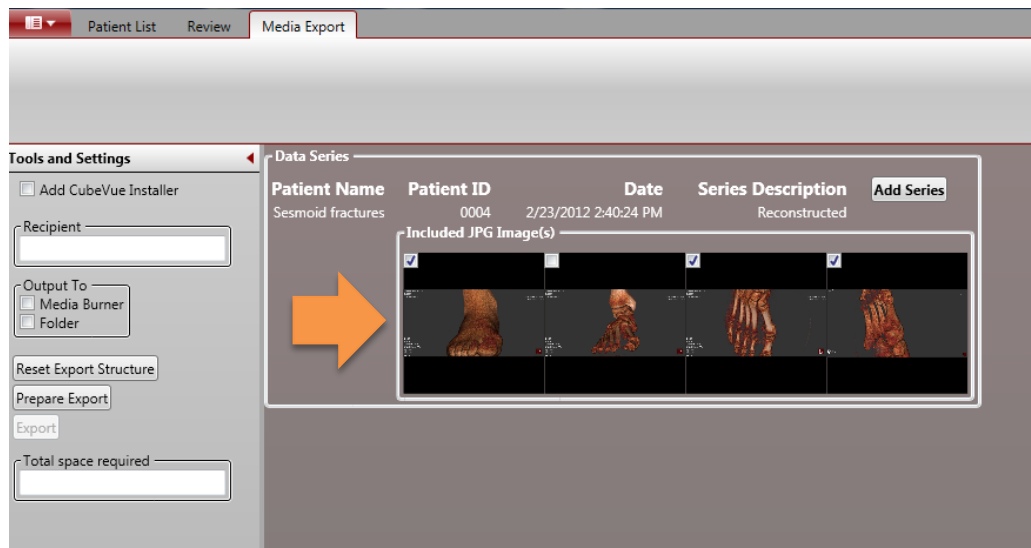 Patient List Review Media Export
Tools and Settings
Add CubeVue Installer
Recipient
Output To
Media Burner
Folder
Reset Export Structure
Prepare Export
Export
Total space required
Data Series
Patient Name Patient ID Date Series Description Add Series
Sesmoid fractures 0004 2/23/2012 2:40:24 PM Reconstructed
Included JPG Image(s)